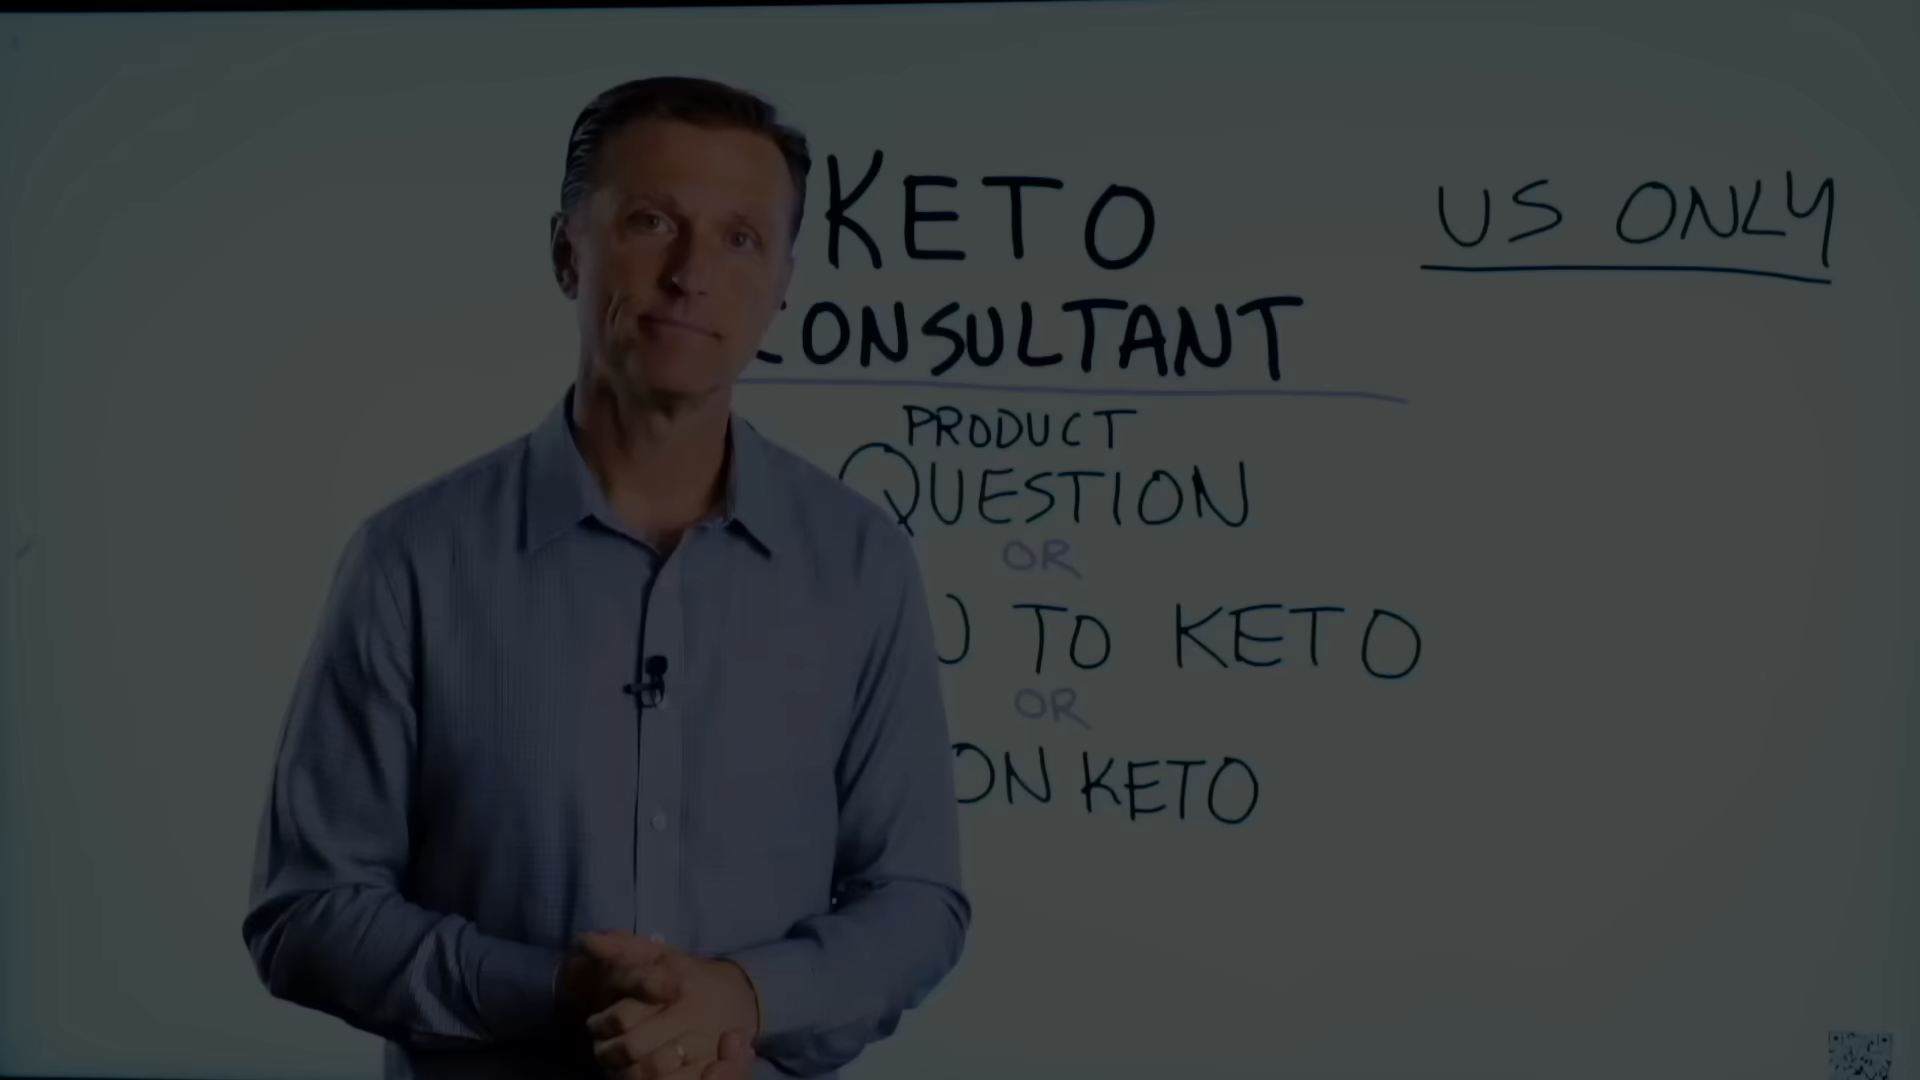 KETO
US ONLY
CONSULTANT
PRODUCT
QUESTION
OR
TO KETO
OR
ON KETO